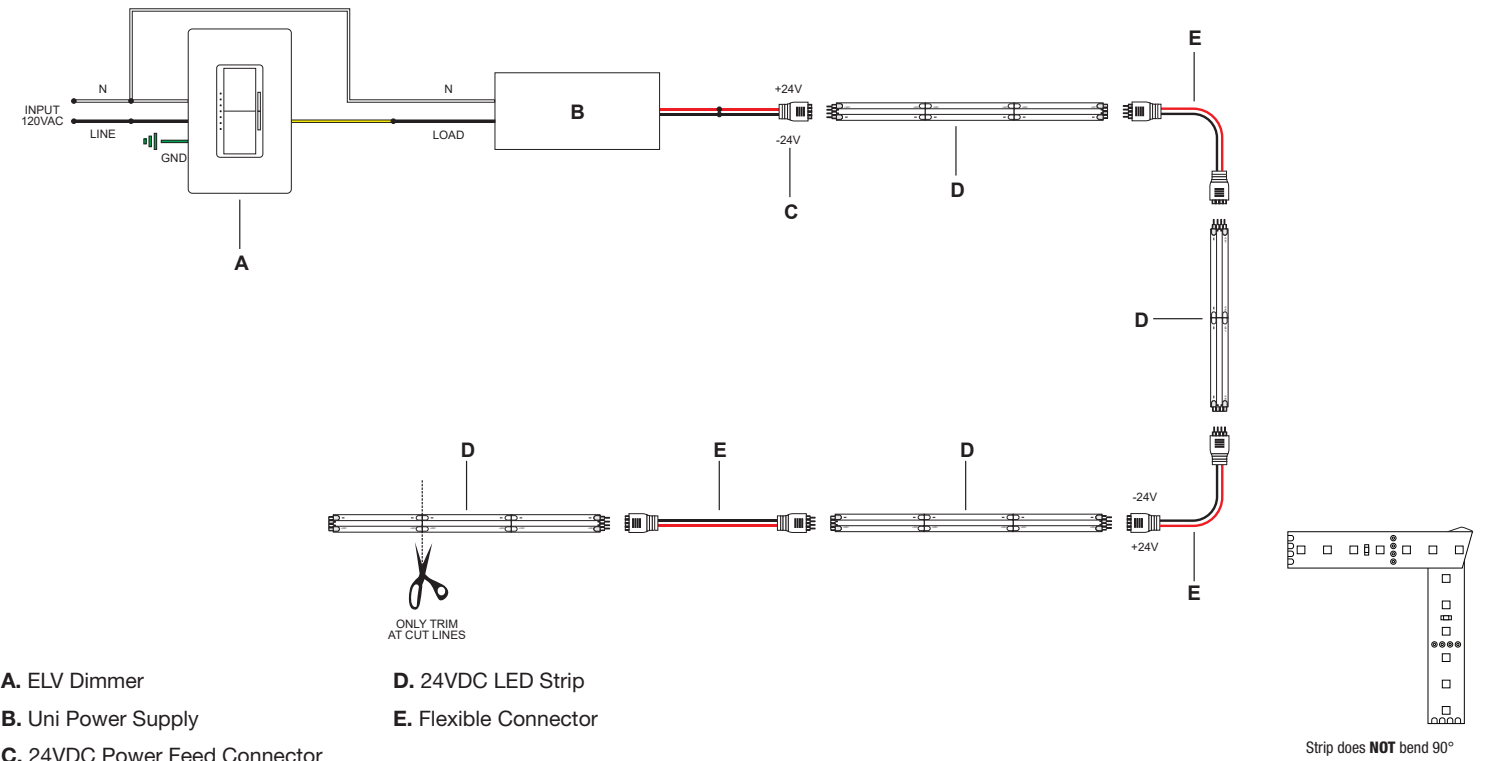 E
N
N
INPUT
120VAC
LINE
GND
LOAD
B
+24V
-24V
D
C
A
D
D
E
D
-24V
+24V
E
ONLY TRIM
AT CUT LINES
A. ELV Dimmer
B. Uni Power Supply
C. 24VDC Power Feed Connector
D. 24VDC LED Strip
E. Flexible Connector
Strip does NOT bend 90°